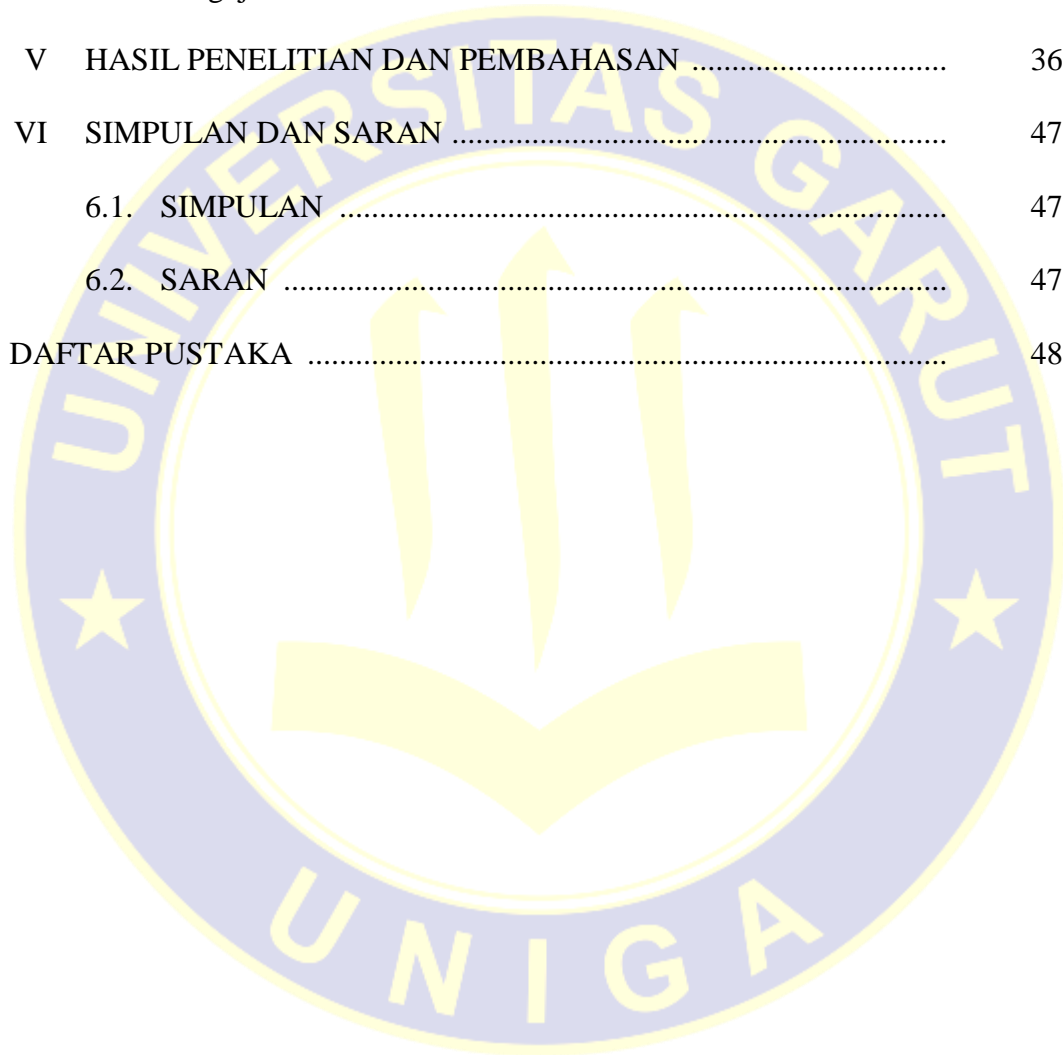 V HASIL PENELITIAN DAN PEMBAHASAN ................................ 36
VI SIMPULAN DAN SARAN .............................................................. 47
6.1. SIMPULAN ............................................................................ 47
6.2. SARAN ................................................................................... 47
DAFTAR PUSTAKA ................................................................................ 48
UNIVERSITAS GARUT
UNIGA